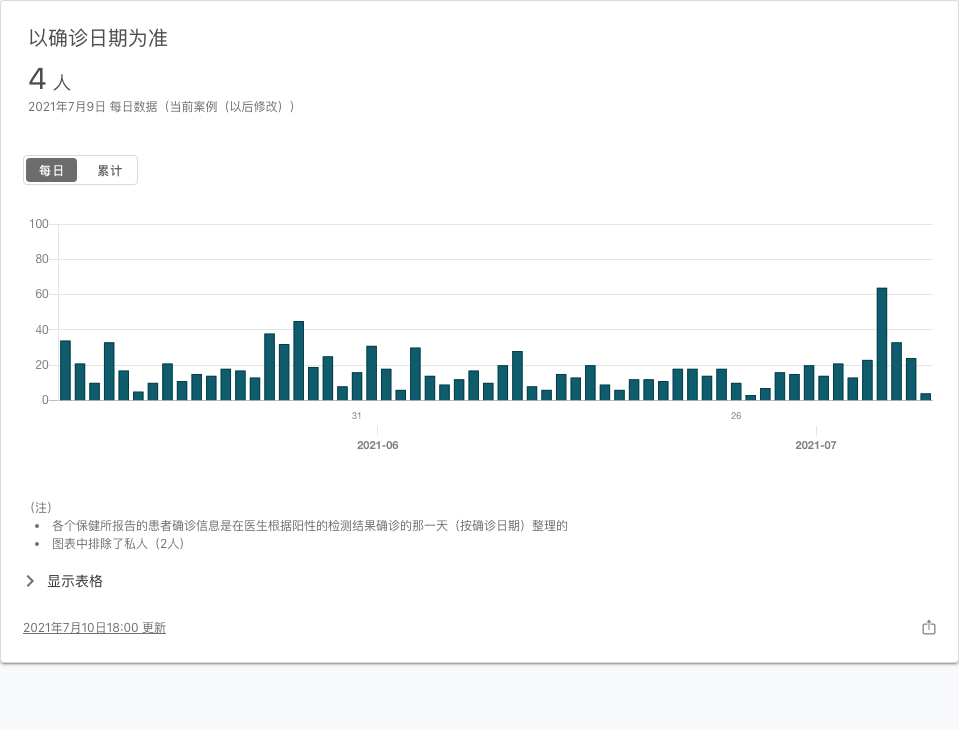 以确诊日期为准
4 人
2021年7月9日 每日数据（当前案例（以后修改））
每日 累计
100
80
60
40
20
0
31 26
2021-06 2021-07
（注）
• 各个保健所报告的患者确诊信息是在医生根据阳性的检测结果确诊的那一天（按确诊日期）整理的
• 图表中排除了私人（2人）
显示表格
2021年7月10日18:00 更新